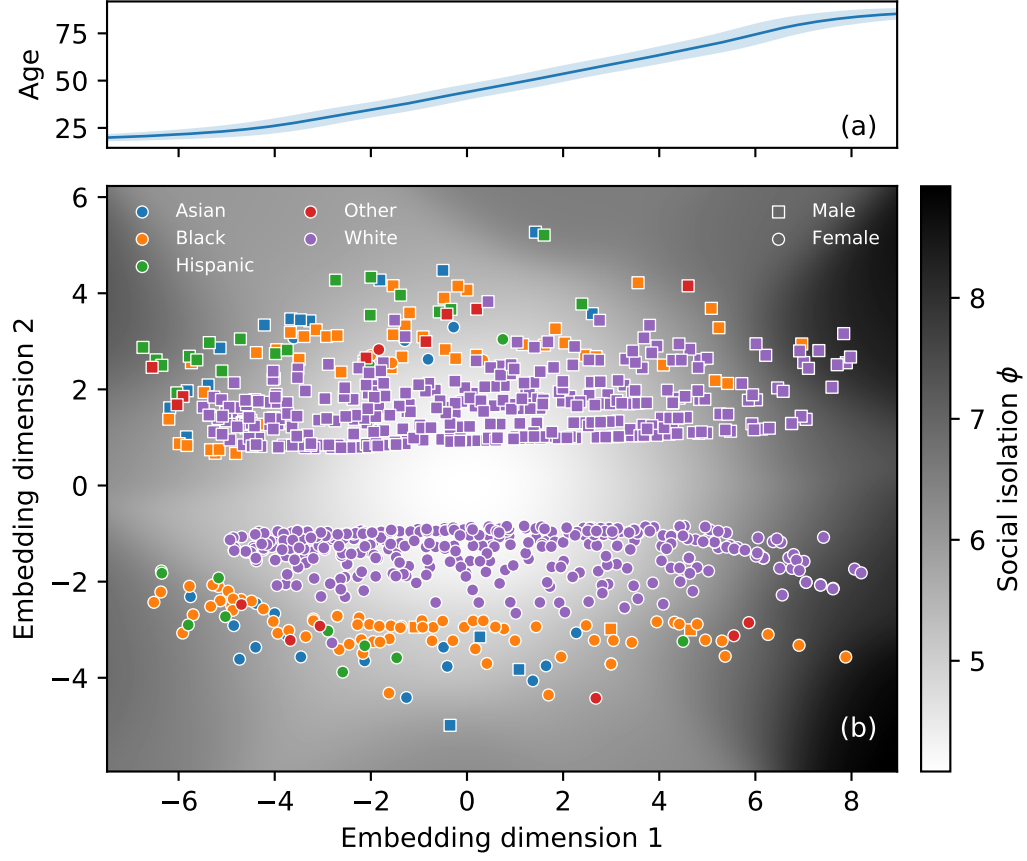 75
50
25
Age
(a)
6
4
2
0
−2
−4
Embedding dimension 2
Asian
Black
Hispanic
Other
White
Male
Female
(b)
−6 −4 −2 0 2 4 6 8
Embedding dimension 1
8
7
6
5
Social isolation ϕ